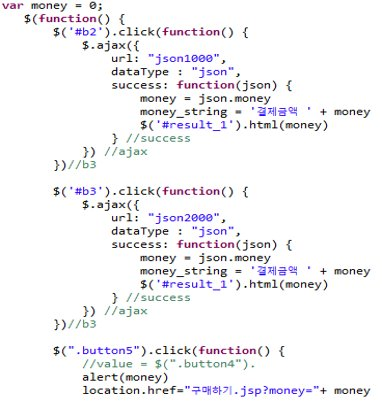 var money = 0;
$(function() {
$('#b2').click(function() {
$.ajax({
url: "json1000",
dataType : "json",
success: function(json) {
money = json.money
money_string = '결제금액 ' + money
$('#result_1').html(money)
} //success
}) //ajax
})//b3
$('#b3').click(function() {
$.ajax({
url: "json2000",
dataType : "json",
success: function(json) {
money = json.money
money_string = '결제금액 ' + money
$('#result_1').html(money)
} //success
}) //ajax
})//b3
$(".button5").click(function() {
//value = $(".button4").
alert(money)
location.href="구매하기.jsp?money="+ money